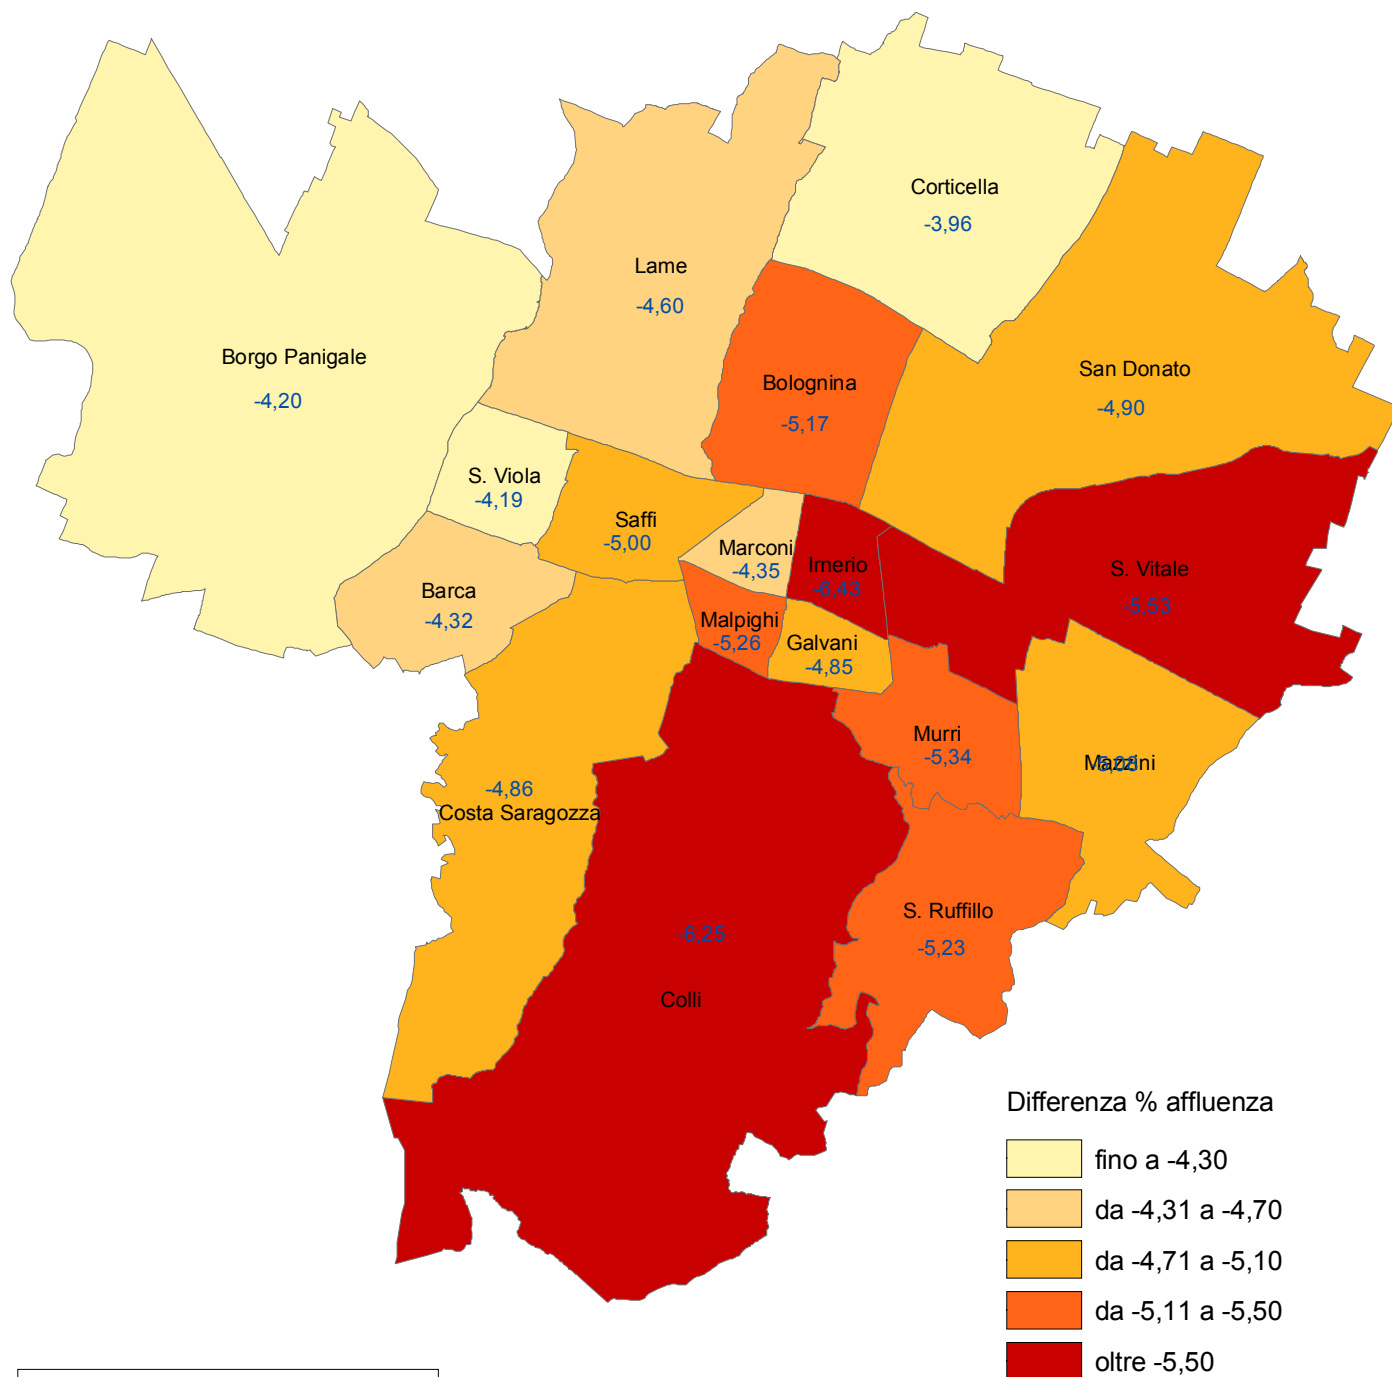 Corticella
-3,96
Lame
-4,60
Borgo Panigale
-4,20
San Donato
-4,90
Bolognina
-5,17
S. Viola
-4,19
Saffi
-5,00
Marconi
-4,35
Irnerio
-6,43
S. Vitale
-5,53
Barca
-4,32
Malpighi
-5,26
Galvani
-4,85
Murri
-5,34
Mazzini
-4,86
Costa Saragozza
S. Ruffillo
-5,23
-6,25
Colli
Differenza % affluenza
fino a -4,30
da -4,31 a -4,70
da -4,71 a -5,10
da -5,11 a -5,50
oltre -5,50